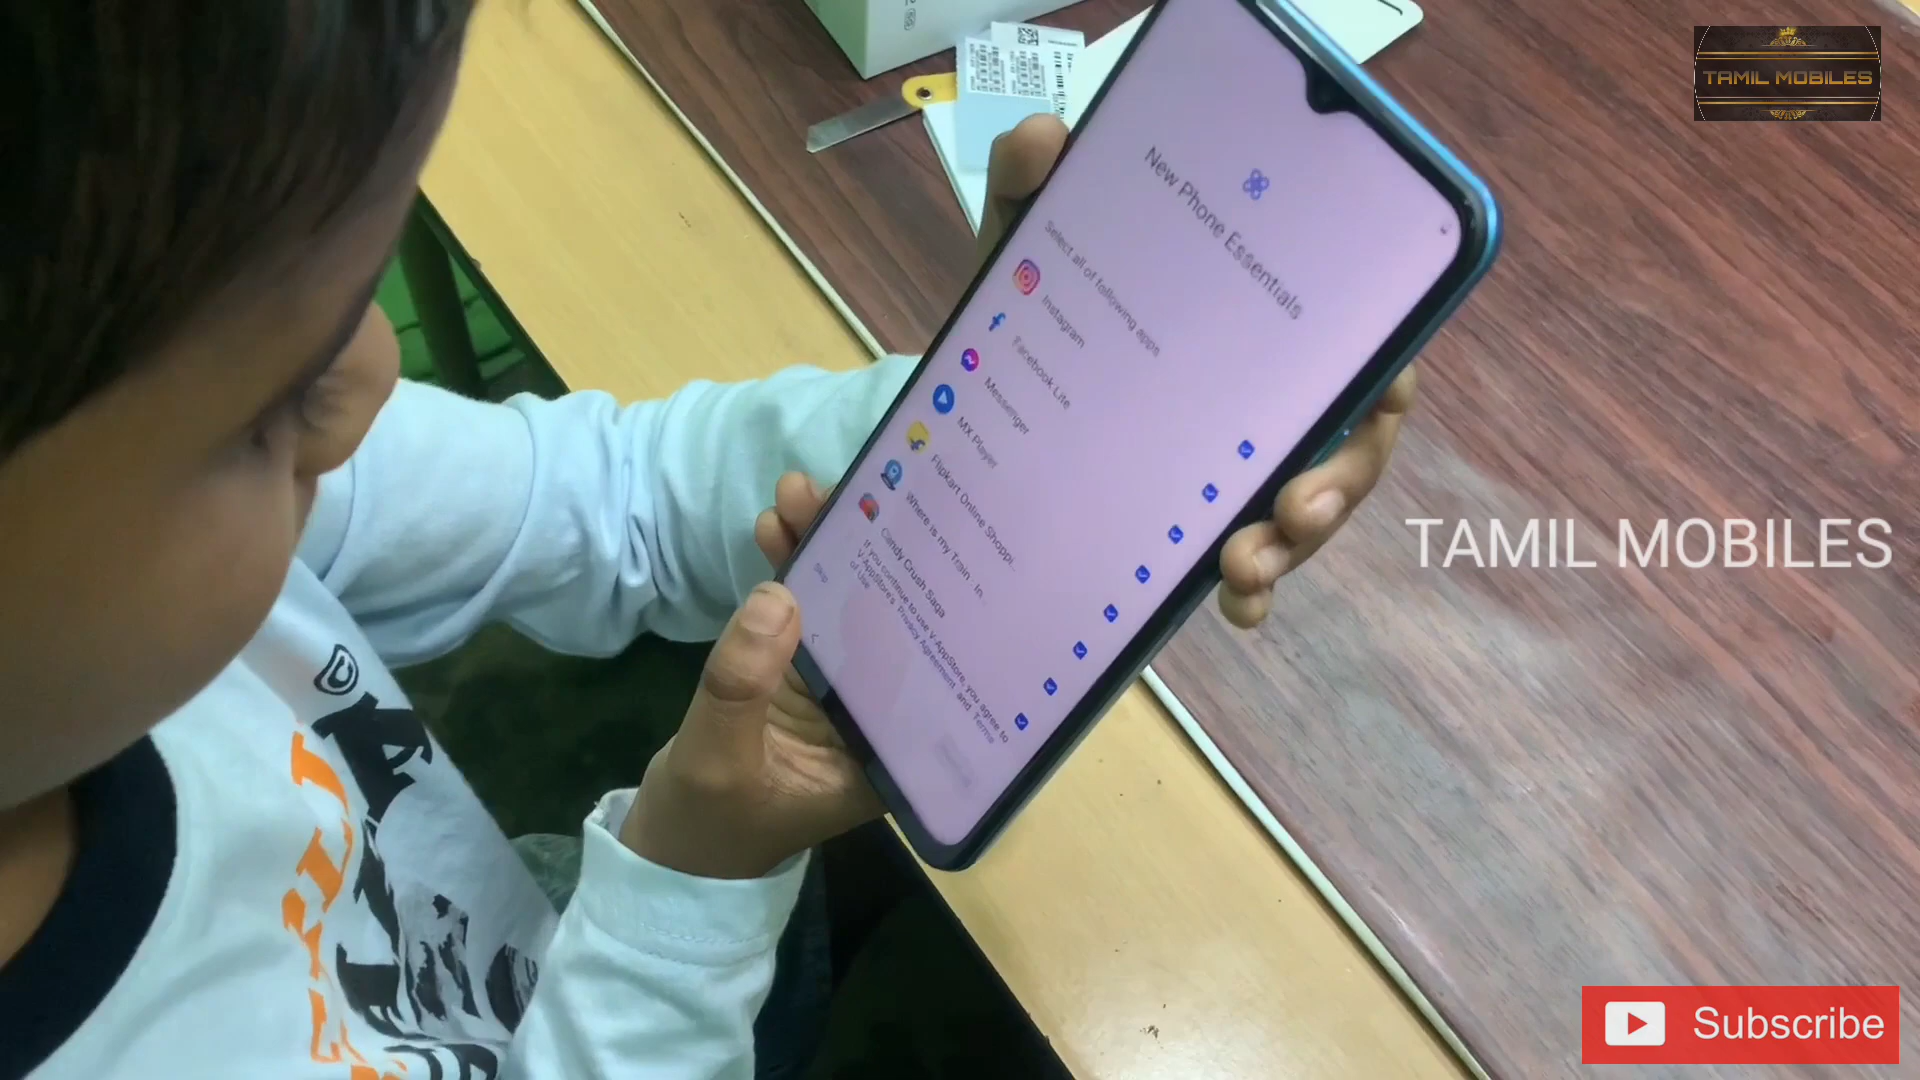 TAMIL MOBILES
New Phone Essentials
Select all of following apps
Instagram
Facebook Lite
Messenger
MX Player
Flipkart Online Shoppi...
Where is my Train - In...
Candy Crush Saga
If you continue to use V-AppStore, you agree to
V-AppStore's Privacy Agreement and Terms
of Use
Skip
TAMIL MOBILES
Subscribe